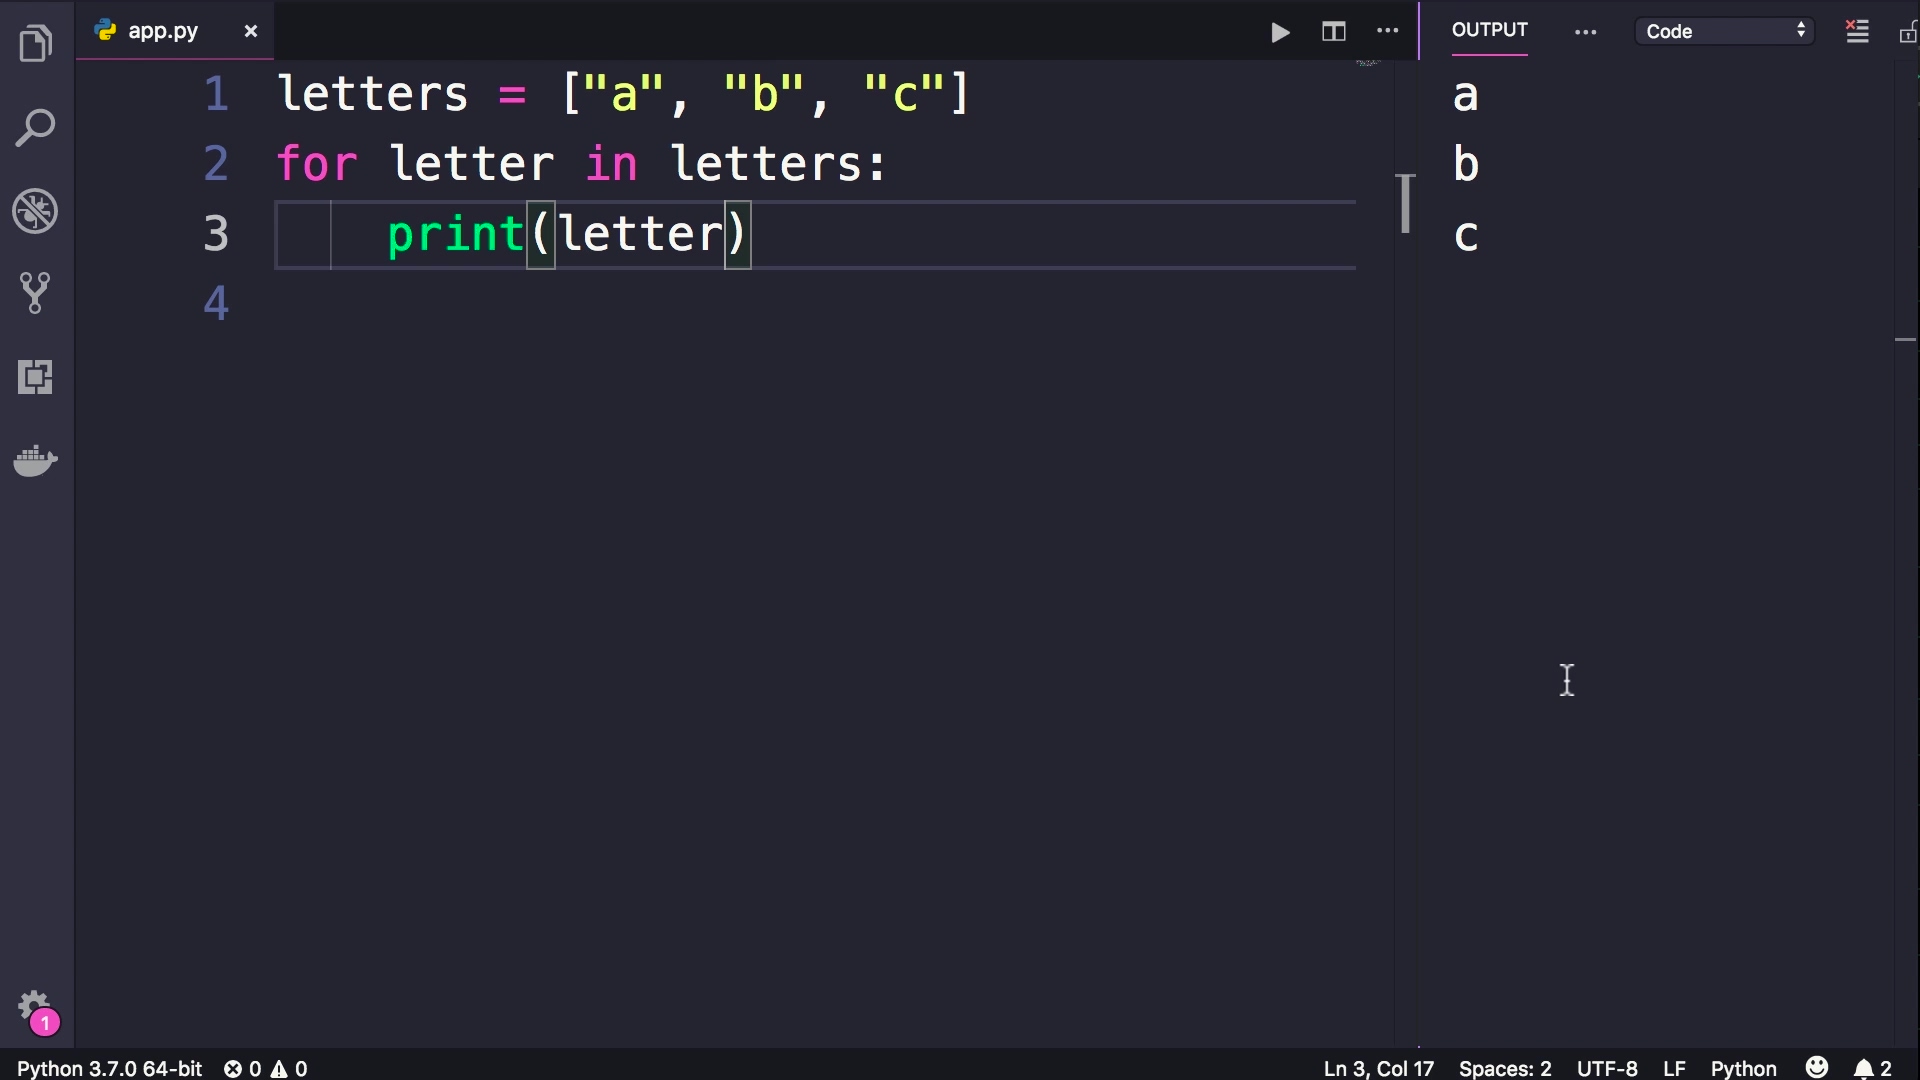 app.py
OUTPUT
Code
1 letters = ["a", "b", "c"]
2 for letter in letters:
3     print(letter)
4
a
b
c
1
Python 3.7.0 64-bit 0 0
Ln 3, Col 17 Spaces: 2 UTF-8 LF Python 2